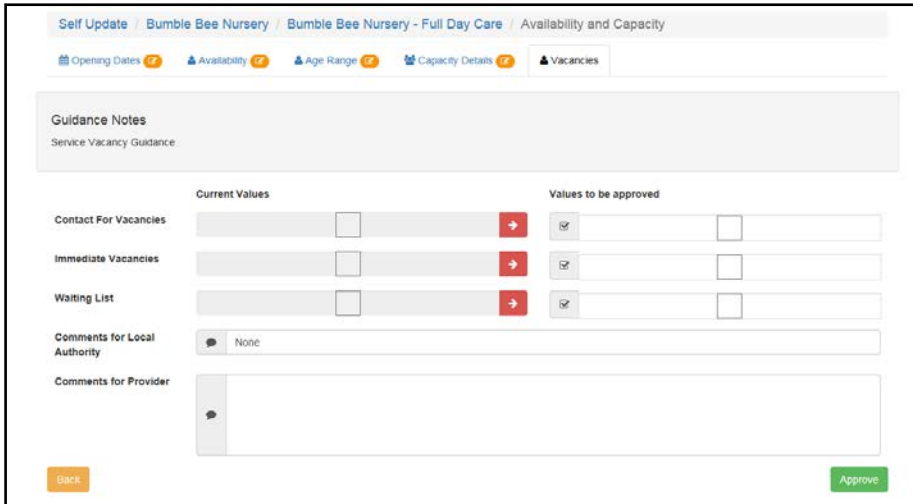 Self Update / Bumble Bee Nursery / Bumble Bee Nursery - Full Day Care / Availability and Capacity
Opening Dates Availability Age Range Capacity Details Vacancies
Guidance Notes
Service Vacancy Guidance
Current Values Values to be approved
Contact For Vacancies
Immediate Vacancies
Waiting List
Comments for Local
Authority
None
Comments for Provider
Back Approve